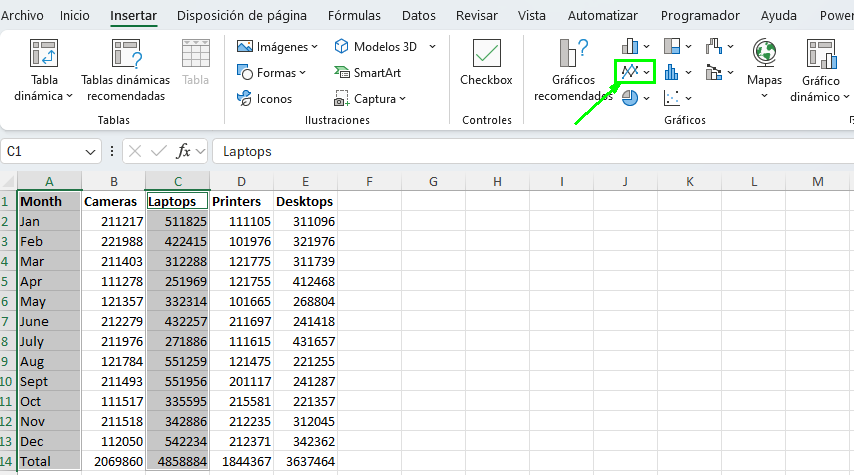 Archivo Inicio Insertar Disposición de página Fórmulas Datos Revisar Vista Automatizar Programador Ayuda Power
Tabla dinámica
Tablas dinámicas recomendadas
Tabla
Tablas
Imágenes
Formas
Iconos
Modelos 3D
SmartArt
Captura
Ilustraciones
Checkbox
Controles
Gráficos recomendados
Mapas
Gráfico dinámico
Gráficos
C1 fx Laptops
A B C D E F G H I J K L M
1 Month Cameras Laptops Printers Desktops
2 Jan 211217 511825 111105 311096
3 Feb 221988 422415 101976 321976
4 Mar 211403 312288 121775 311739
5 Apr 111278 251969 121755 412468
6 May 121357 332314 101665 268804
7 June 212279 432257 211697 241418
8 July 211976 271886 111615 431657
9 Aug 121784 551259 121475 221255
10 Sept 211493 551956 201117 241287
11 Oct 111517 335595 215581 221357
12 Nov 211518 342886 212235 312045
13 Dec 112050 542234 212371 342362
14 Total 2069860 4858884 1844367 3637464